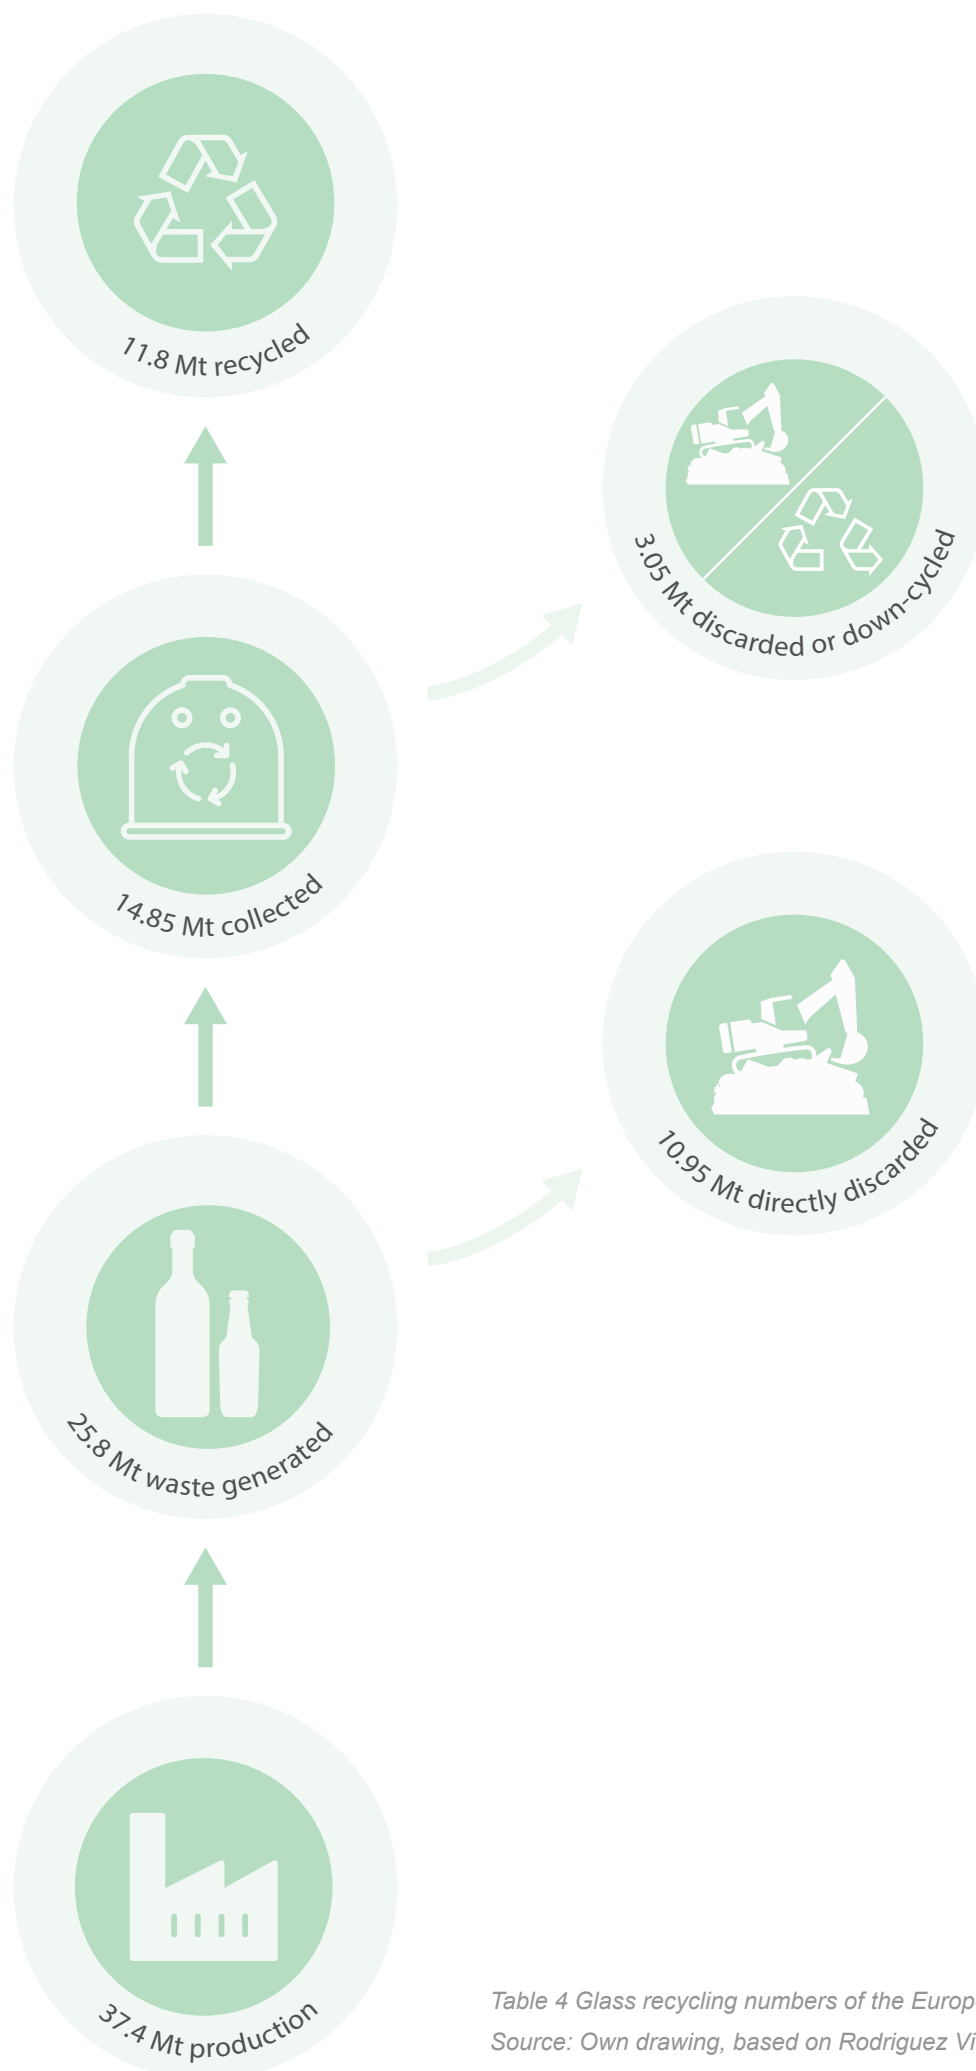 11.8 Mt recycled
3.05 Mt discarded or down-cycled
14.85 Mt collected
10.95 Mt directly discarded
25.8 Mt waste generated
37.4 Mt production
Table 4 Glass recycling numbers of the Europ
Source: Own drawing, based on Rodriguez Vi